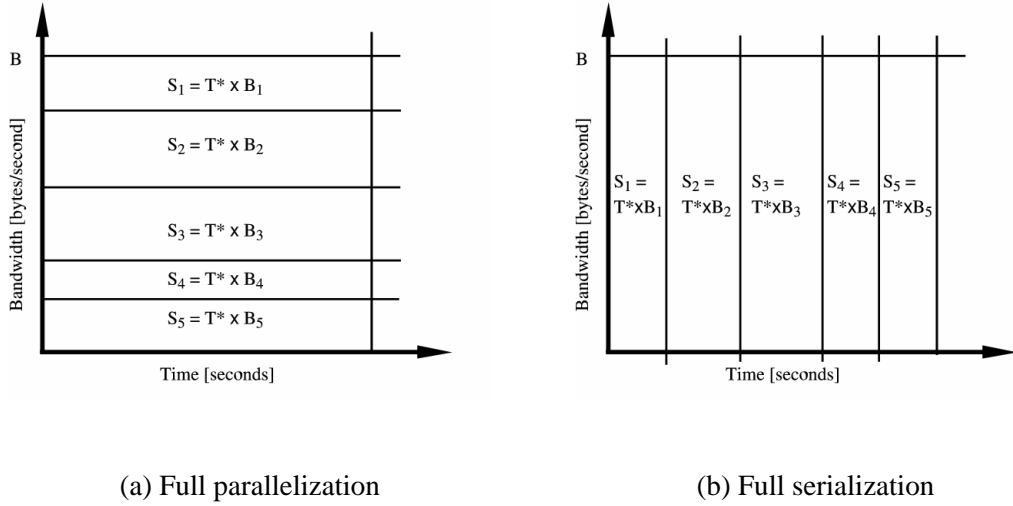 B
S₁ = T* x B₁
S₂ = T* x B₂
S₃ = T* x B₃
S₄ = T* x B₄
S₅ = T* x B₅
Bandwidth [bytes/second]
Time [seconds]
(a) Full parallelization
B
S₁ =
T*xB₁
S₂ =
T*xB₂
S₃ =
T*xB₃
S₄ =
T*xB₄
S₅ =
T*xB₅
Bandwidth [bytes/second]
Time [seconds]
(b) Full serialization